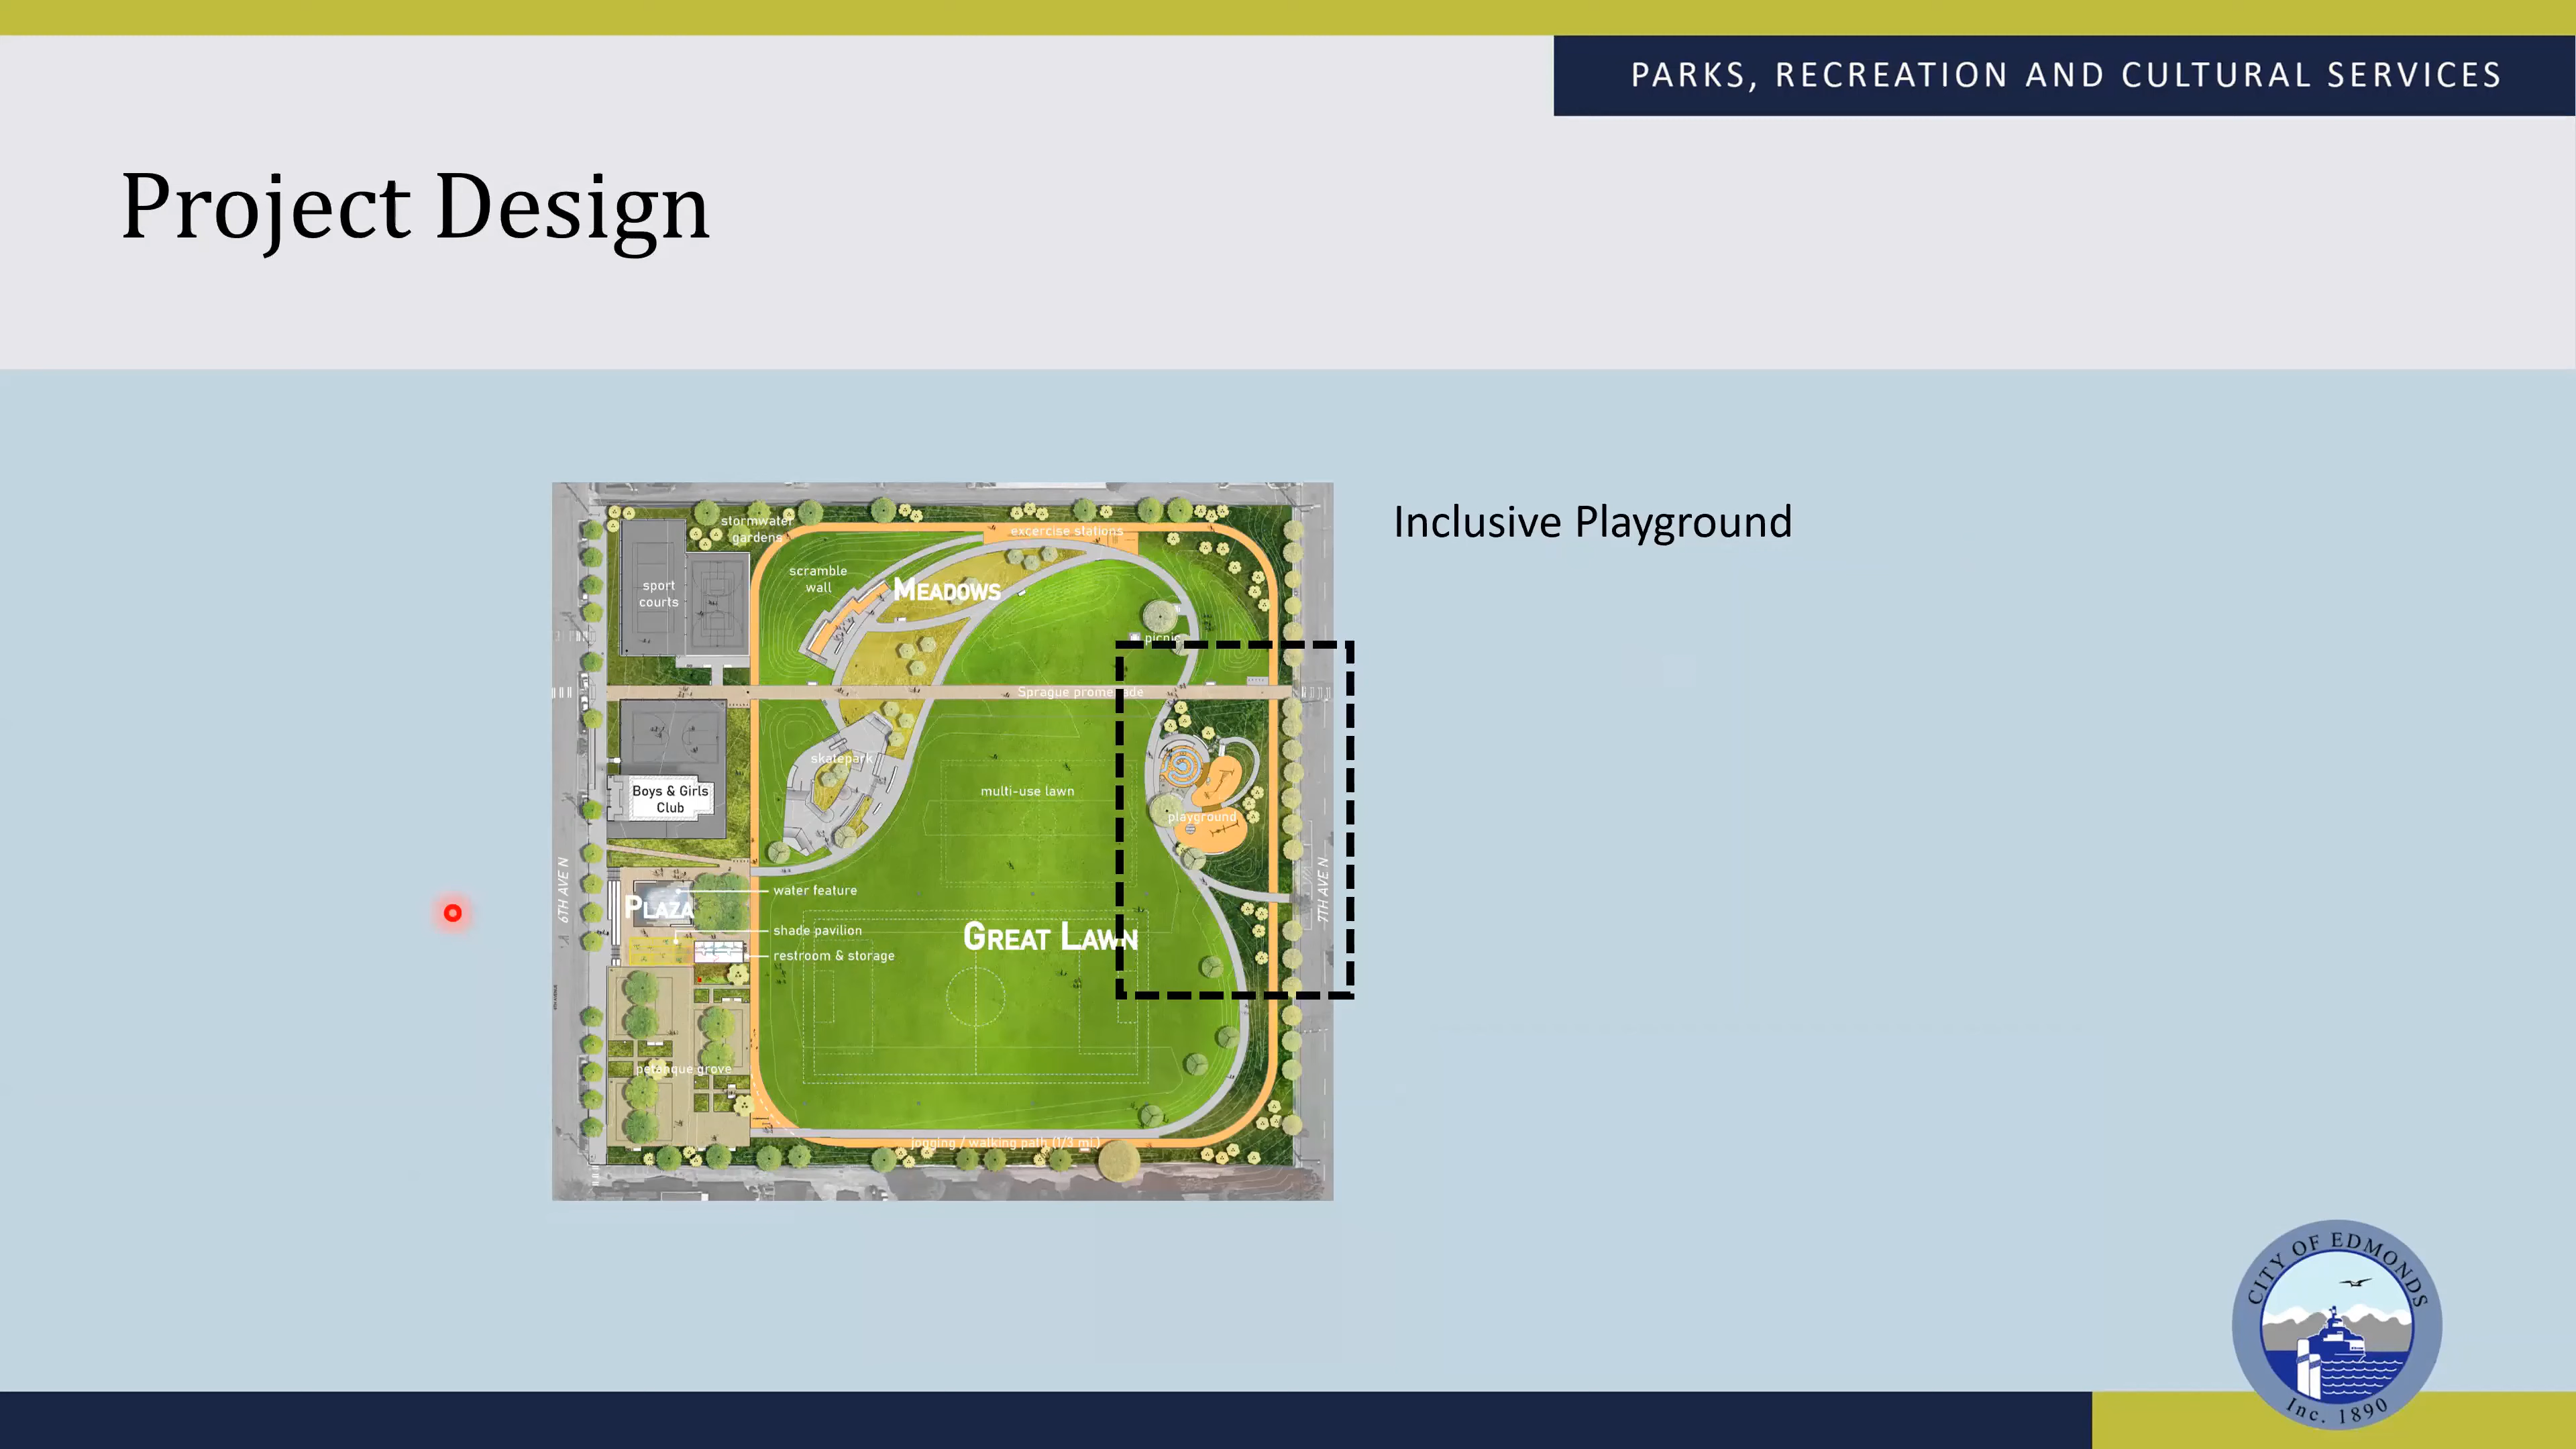 PARKS, RECREATION AND CULTURAL SERVICES
Project Design
Inclusive Playground
stormwater
gardens
excercise stations
scramble
wall
MEADOWS
sport
courts
picnic
Sprague promenade
skatepark
multi-use lawn
Boys & Girls
Club
playground
6TH AVE N
7TH AVE N
water feature
PLAZA
shade pavilion
GREAT LAWN
restroom & storage
petanque grove
jogging / walking path (1/3 mi.)
CITY OF EDMONDS
Inc. 1890